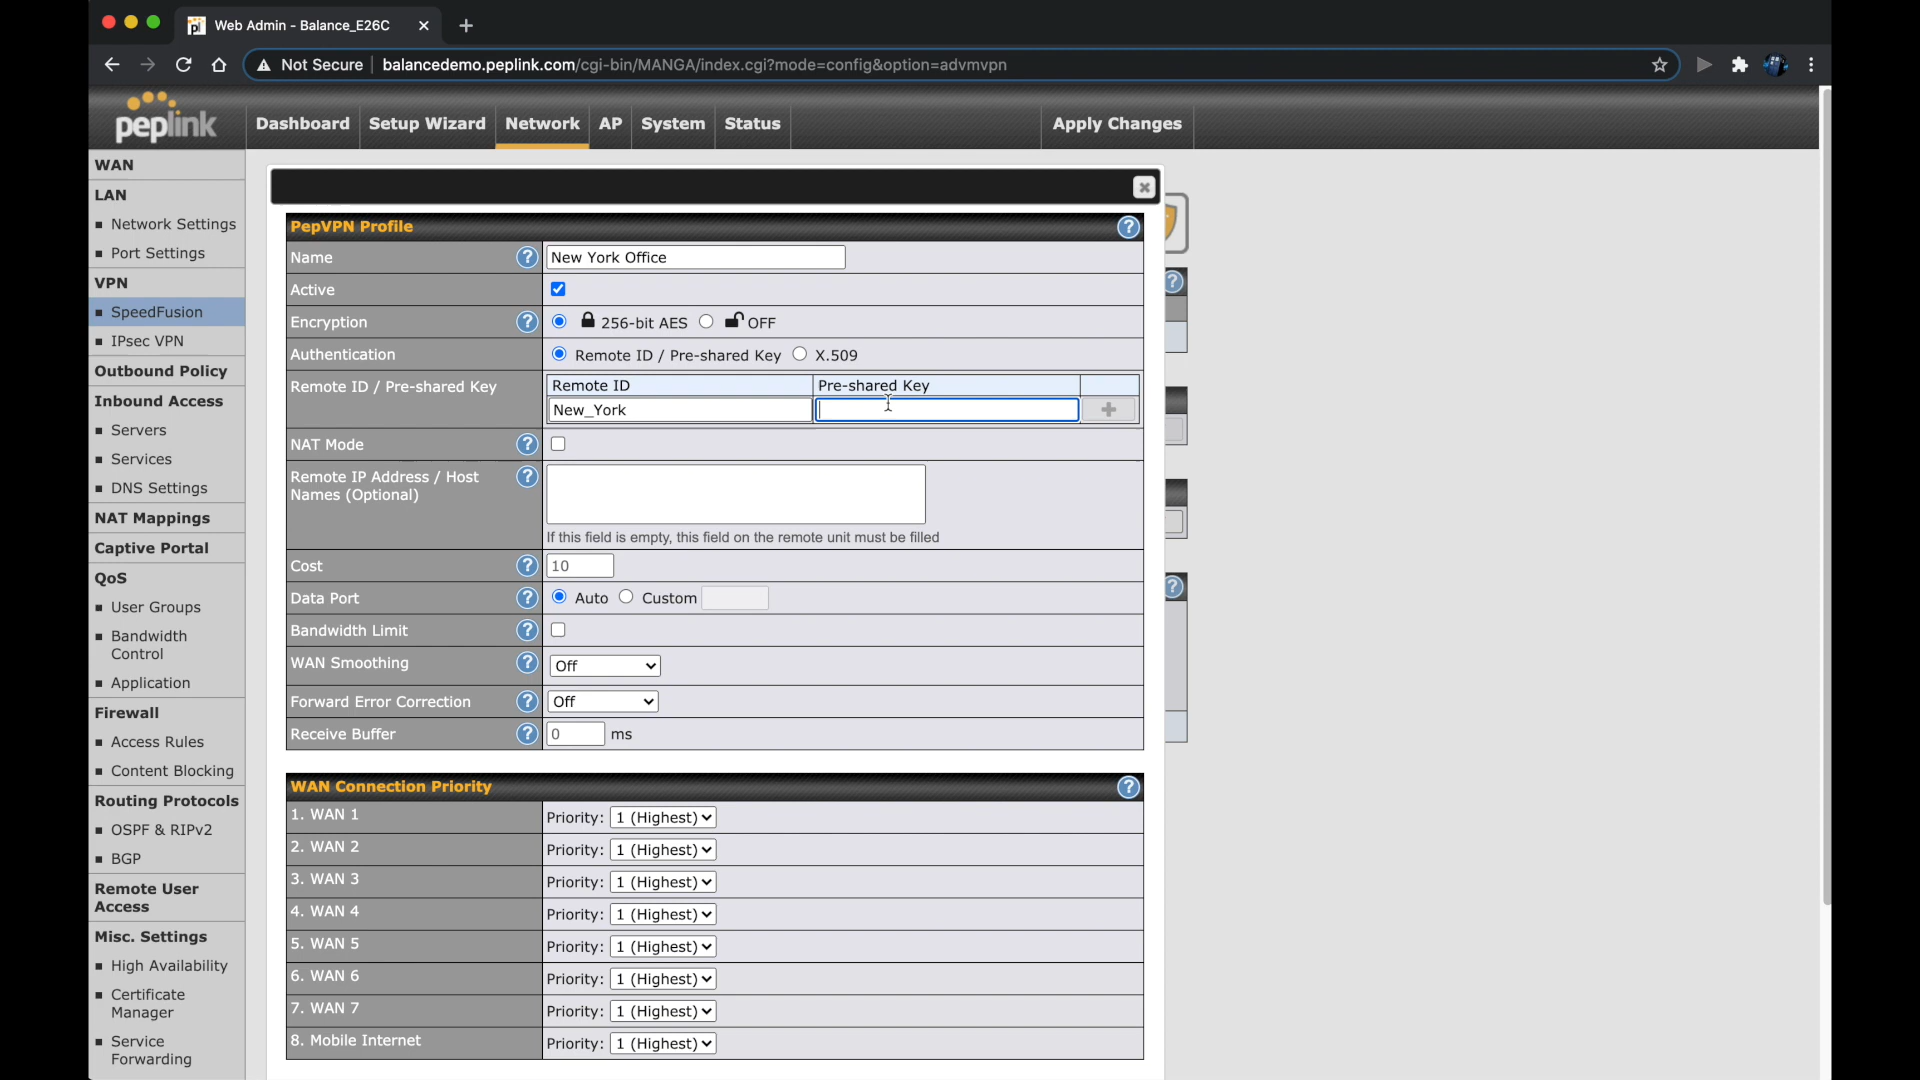 Web Admin - Balance_E26C
Not Secure balancedemo.peplink.com/cgi-bin/MANGA/index.cgi?mode=config&option=advmvpn
peplink
Dashboard
Setup Wizard
Network
AP
System
Status
Apply Changes
WAN
LAN
Network Settings
Port Settings
VPN
SpeedFusion
IPsec VPN
Outbound Policy
Inbound Access
Servers
Services
DNS Settings
NAT Mappings
Captive Portal
QoS
User Groups
Bandwidth
Control
Application
Firewall
Access Rules
Content Blocking
Routing Protocols
OSPF & RIPv2
BGP
Remote User
Access
Misc. Settings
High Availability
Certificate
Manager
Service
Forwarding
PepVPN Profile
Name
New York Office
Active
Encryption
256-bit AES
OFF
Authentication
Remote ID / Pre-shared Key
X.509
Remote ID / Pre-shared Key
Remote ID
Pre-shared Key
New_York
NAT Mode
Remote IP Address / Host
Names (Optional)
If this field is empty, this field on the remote unit must be filled
Cost
10
Data Port
Auto
Custom
Bandwidth Limit
WAN Smoothing
Off
Forward Error Correction
Off
Receive Buffer
0 ms
WAN Connection Priority
1. WAN 1
Priority: 1 (Highest)
2. WAN 2
Priority: 1 (Highest)
3. WAN 3
Priority: 1 (Highest)
4. WAN 4
Priority: 1 (Highest)
5. WAN 5
Priority: 1 (Highest)
6. WAN 6
Priority: 1 (Highest)
7. WAN 7
Priority: 1 (Highest)
8. Mobile Internet
Priority: 1 (Highest)